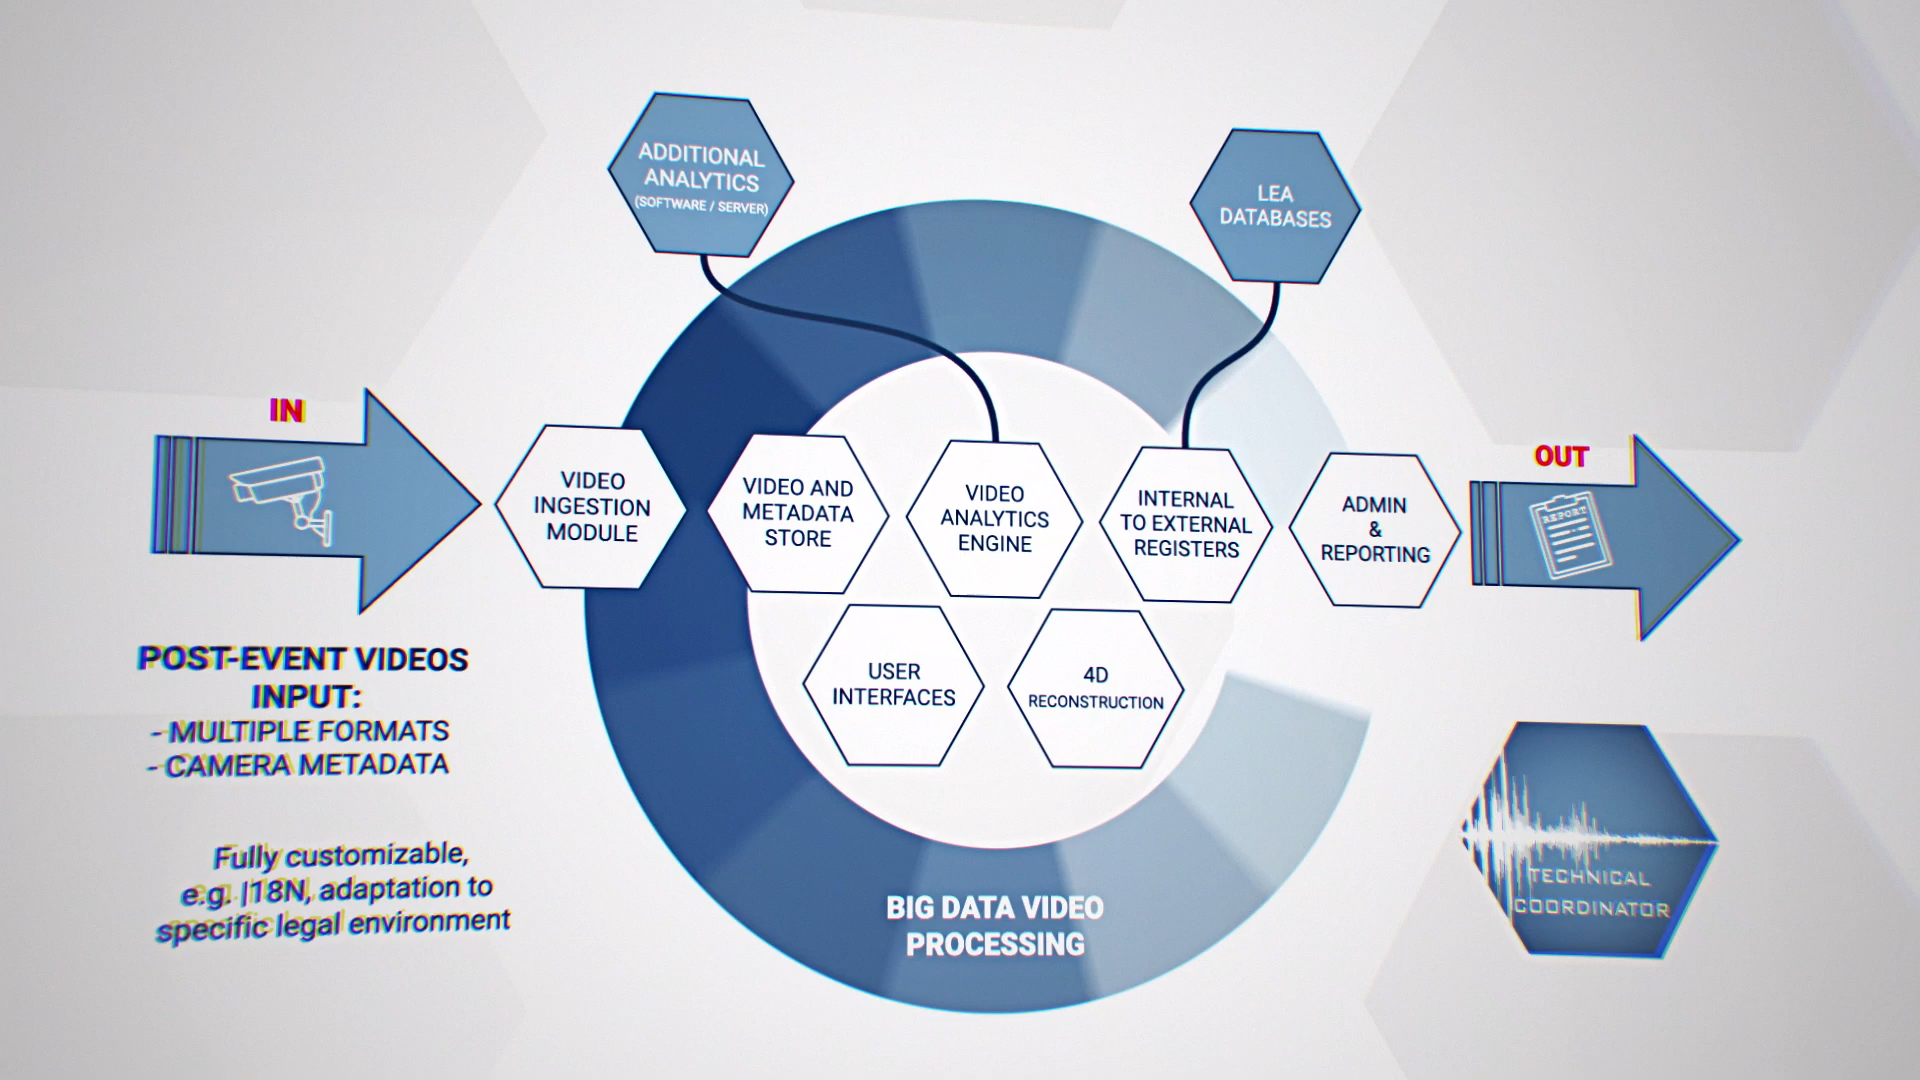 ADDITIONAL
ANALYTICS
(SOFTWARE / SERVER)
LEA
DATABASES
IN
OUT
VIDEO
INGESTION
MODULE
VIDEO AND
METADATA
STORE
VIDEO
ANALYTICS
ENGINE
INTERNAL
TO EXTERNAL
REGISTERS
ADMIN
&
REPORTING
REPORT
USER
INTERFACES
4D
RECONSTRUCTION
POST-EVENT VIDEOS
INPUT:
- MULTIPLE FORMATS
- CAMERA METADATA
Fully customizable,
e.g. |18N, adaptation to
specific legal environment
BIG DATA VIDEO
PROCESSING
TECHNICAL
COORDINATOR